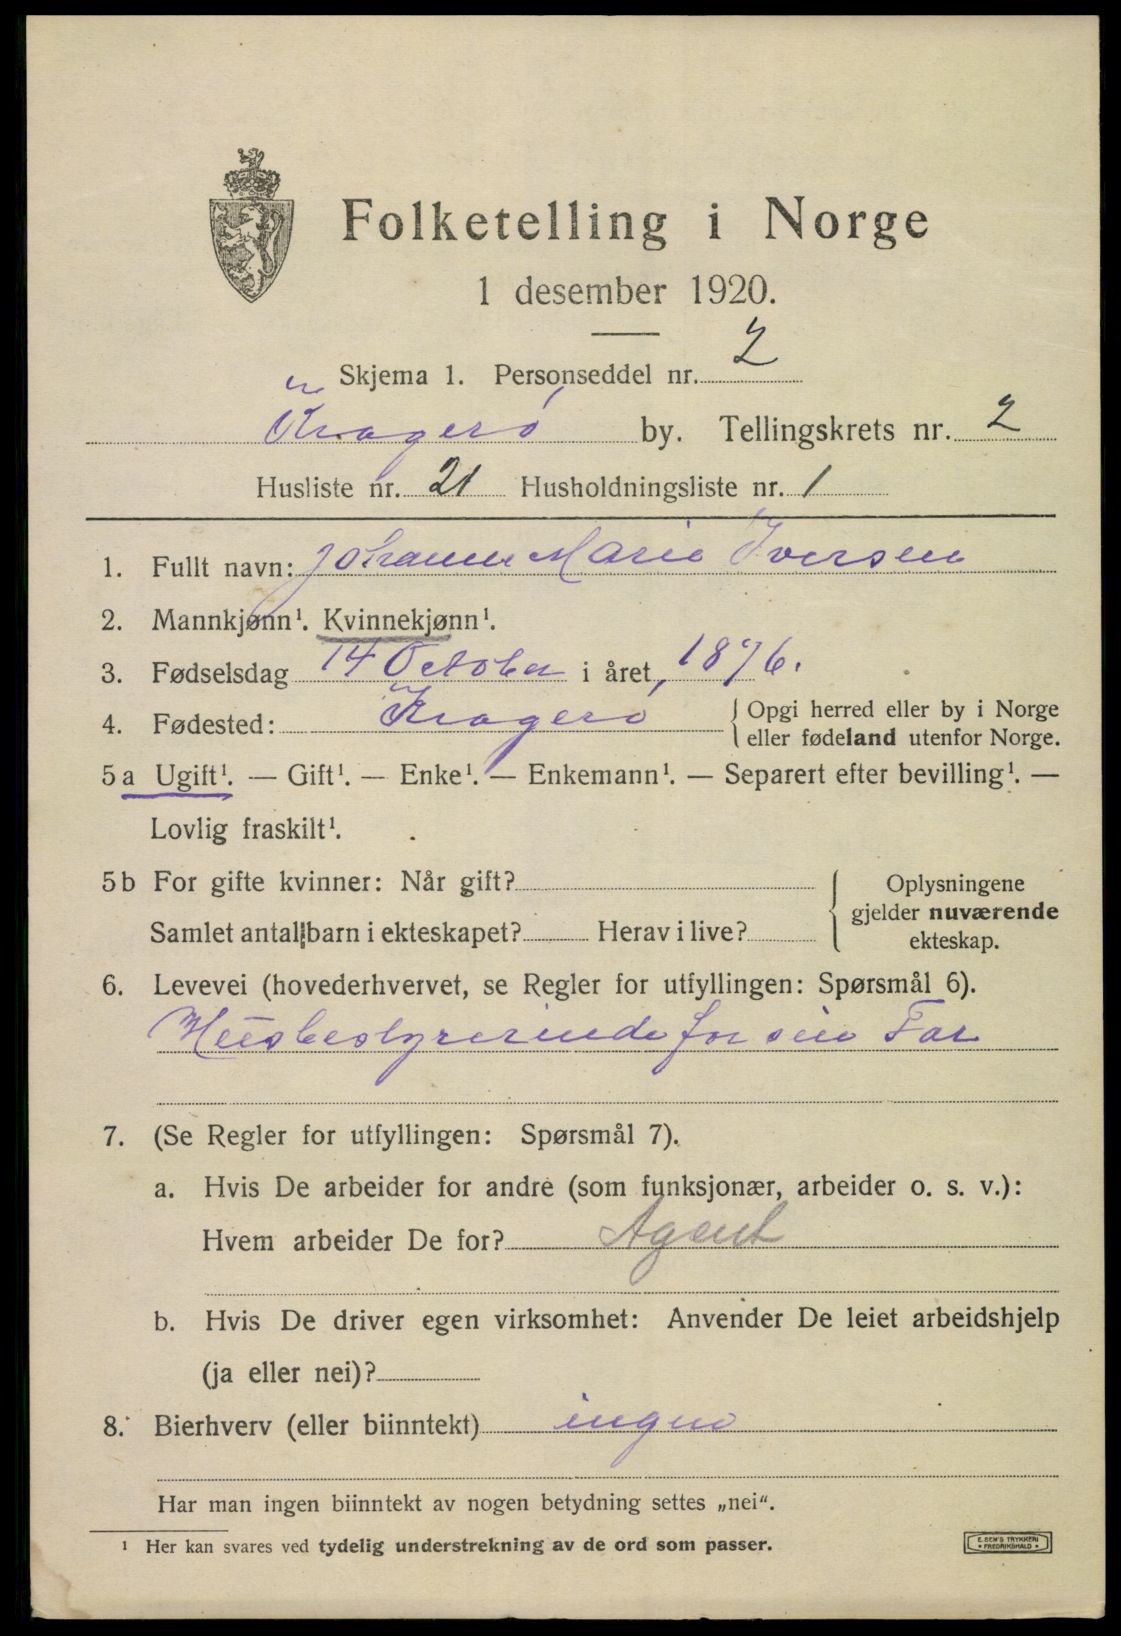 Folketelling i Norge
1 desember 1920.
Skjema 1. Personseddel nr. 2
Kragerø by. Tellingskrets nr. 2
Husliste nr. 21 Husholdningsliste nr. 1
1. Fullt navn: Johanne Marie Iversen
2. Mannkjønn¹. Kvinnekjønn¹.
3. Fødselsdag 14 October i året 1876.
4. Fødested: Kragerø { Opgi herred eller by i Norge
eller fødeland utenfor Norge.
5a Ugift¹. — Gift¹. — Enke¹. — Enkemann¹. — Separert efter bevilling¹. —
Lovlig fraskilt¹.
5b For gifte kvinner: Når gift? { Oplysningene
gjelder nuværende
Samlet antal barn i ekteskapet? Herav i live? ekteskap.
6. Levevei (hovederhvervet, se Regler for utfyllingen: Spørsmål 6).
Huusbestyrerinde for sin Far
7. (Se Regler for utfyllingen: Spørsmål 7).
a. Hvis De arbeider for andre (som funksjonær, arbeider o. s. v.):
Hvem arbeider De for? Agent
b. Hvis De driver egen virksomhet: Anvender De leiet arbeidshjelp
(ja eller nei)?
8. Bierhverv (eller biinntekt) ingen
Har man ingen biinntekt av nogen betydning settes „nei“.
¹ Her kan svares ved tydelig understrekning av de ord som passer.
E. SEM'S TRYKKERI
• FREDRIKSHALD •